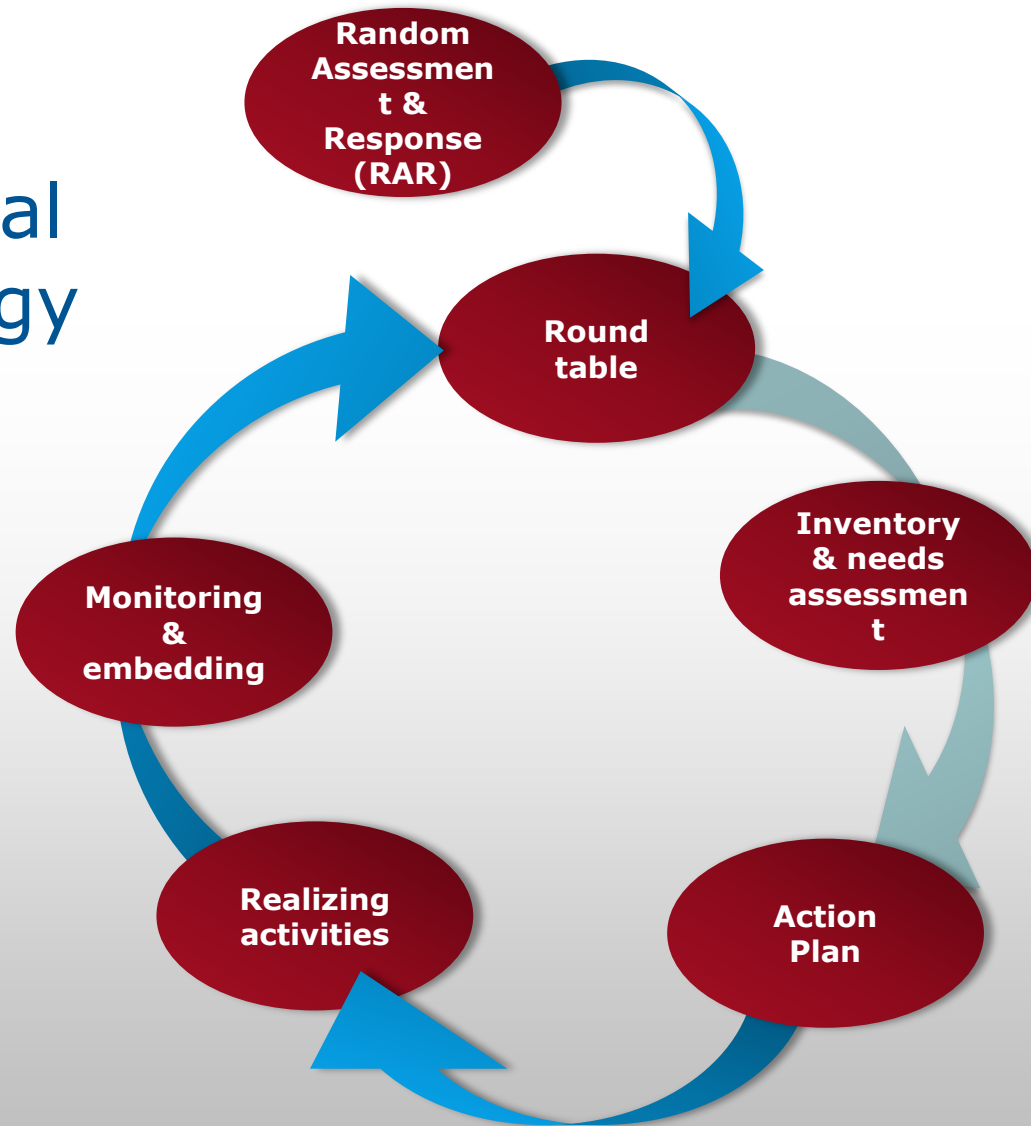 Random
Assessmen
t &
Response
(RAR)
al
gy
Round
table
Inventory
& needs
assessmen
t
Monitoring
&
embedding
Realizing
activities
Action
Plan